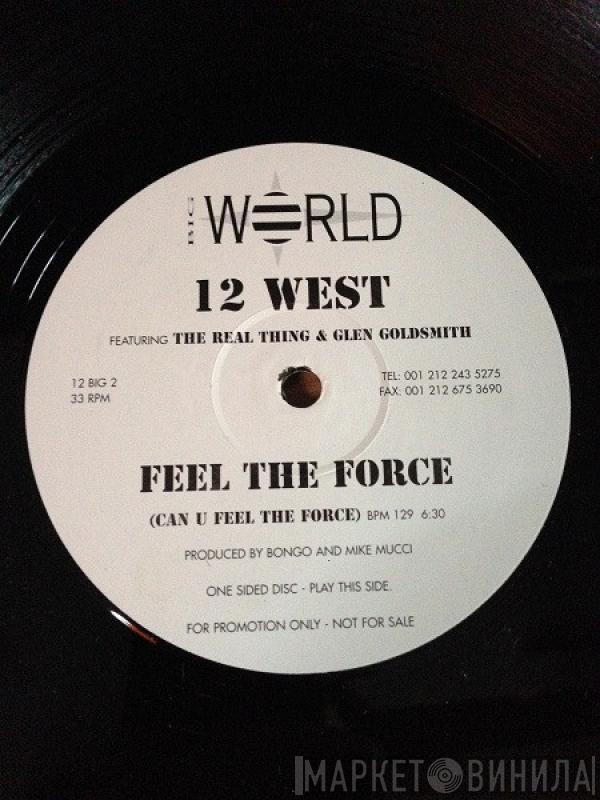 BIG WORLD
12 WEST
FEATURING THE REAL THING & GLEN GOLDSMITH
12 BIG 2
33 RPM
TEL: 001 212 243 5275
FAX: 001 212 675 3690
FEEL THE FORCE
(CAN U FEEL THE FORCE) BPM 129 6:30
PRODUCED BY BONGO AND MIKE MUCCI
ONE SIDED DISC - PLAY THIS SIDE.
FOR PROMOTION ONLY - NOT FOR SALE
МАРКЕТ ВИНИЛА